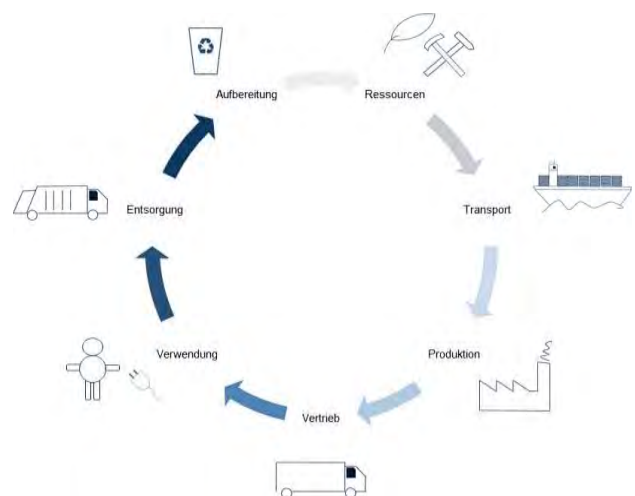 Aufbereitung
Ressourcen
Transport
Produktion
Vertrieb
Verwendung
Entsorgung